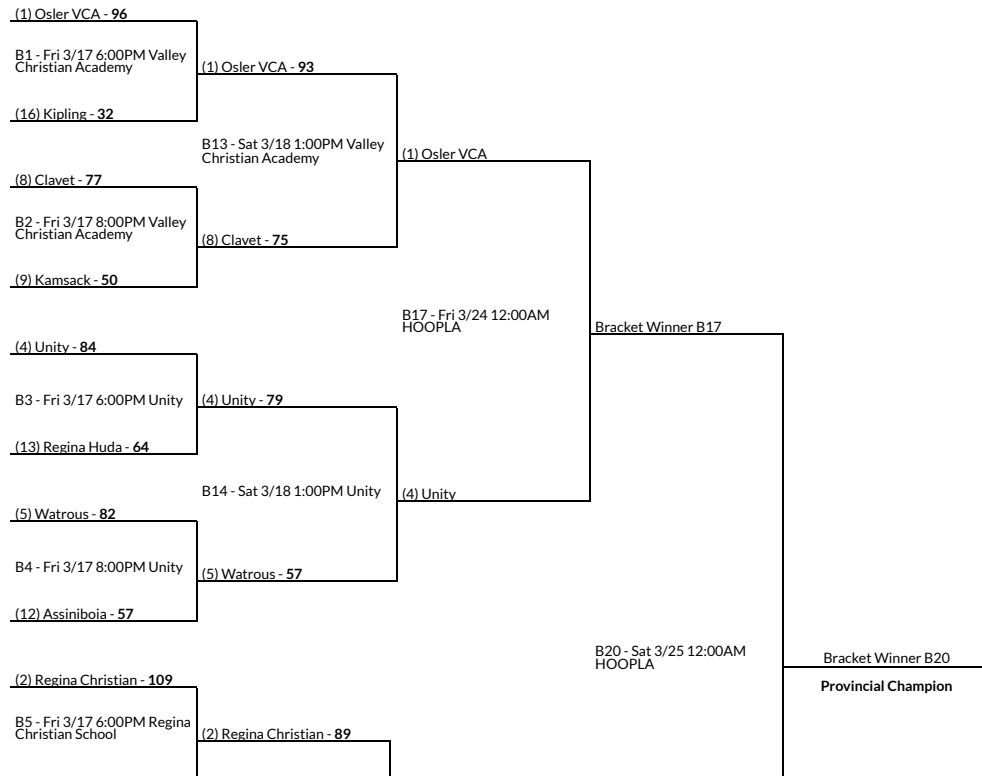 (1) Osler VCA - 96
B1 - Fri 3/17 6:00PM Valley
Christian Academy
(1) Osler VCA - 93
(16) Kipling - 32
B13 - Sat 3/18 1:00PM Valley
Christian Academy
(1) Osler VCA
(8) Clavet - 77
B2 - Fri 3/17 8:00PM Valley
Christian Academy
(8) Clavet - 75
(9) Kamsack - 50
B17 - Fri 3/24 12:00AM
HOOPLA
Bracket Winner B17
(4) Unity - 84
B3 - Fri 3/17 6:00PM Unity
(4) Unity - 79
(13) Regina Huda - 64
B14 - Sat 3/18 1:00PM Unity
(4) Unity
(5) Watrous - 82
B4 - Fri 3/17 8:00PM Unity
(5) Watrous - 57
(12) Assiniboia - 57
B20 - Sat 3/25 12:00AM
HOOPLA
Bracket Winner B20
Provincial Champion
(2) Regina Christian - 109
B5 - Fri 3/17 6:00PM Regina
Christian School
(2) Regina Christian - 89